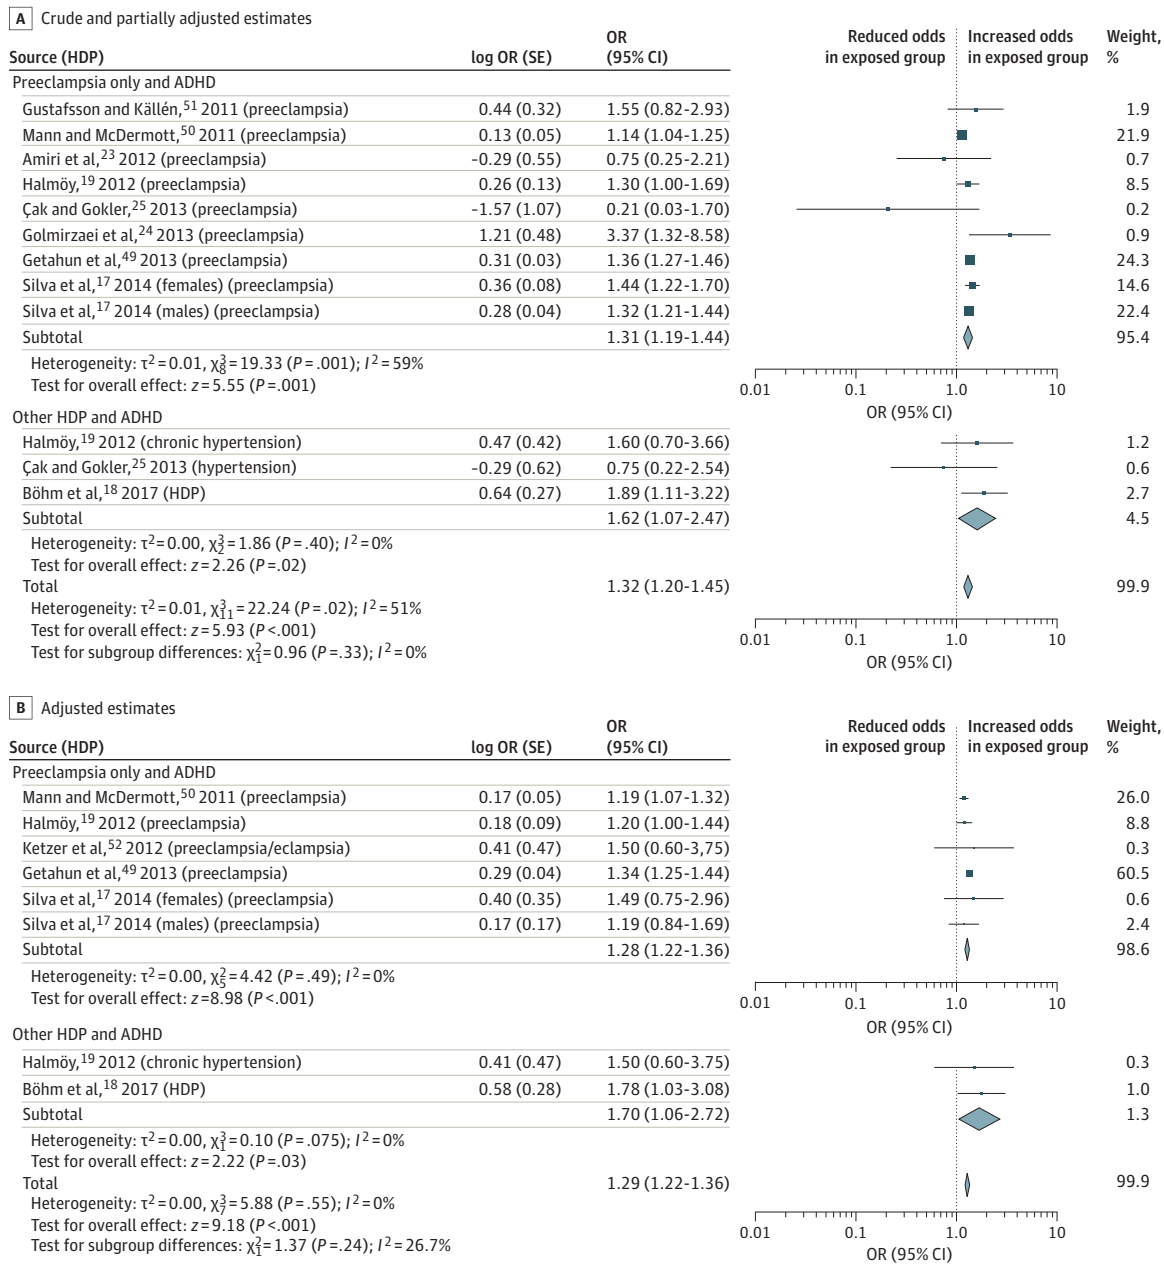 A Crude and partially adjusted estimates
Source (HDP) log OR (SE) OR (95% CI) Reduced odds in exposed group Increased odds in exposed group Weight, %
Preeclampsia only and ADHD
Gustafsson and Källén,51 2011 (preeclampsia) 0.44 (0.32) 1.55 (0.82-2.93) 1.9
Mann and McDermott,50 2011 (preeclampsia) 0.13 (0.05) 1.14 (1.04-1.25) 21.9
Amiri et al,23 2012 (preeclampsia) -0.29 (0.55) 0.75 (0.25-2.21) 0.7
Halmöy,19 2012 (preeclampsia) 0.26 (0.13) 1.30 (1.00-1.69) 8.5
Çak and Gokler,25 2013 (preeclampsia) -1.57 (1.07) 0.21 (0.03-1.70) 0.2
Golmirzaei et al,24 2013 (preeclampsia) 1.21 (0.48) 3.37 (1.32-8.58) 0.9
Getahun et al,49 2013 (preeclampsia) 0.31 (0.03) 1.36 (1.27-1.46) 24.3
Silva et al,17 2014 (females) (preeclampsia) 0.36 (0.08) 1.44 (1.22-1.70) 14.6
Silva et al,17 2014 (males) (preeclampsia) 0.28 (0.04) 1.32 (1.21-1.44) 22.4
Subtotal 1.31 (1.19-1.44) 95.4
Heterogeneity: τ2=0.01, χ38=19.33 (P=.001); I2=59%
Test for overall effect: z=5.55 (P=.001)
0.01 0.1 1.0 10
OR (95% CI)
Other HDP and ADHD
Halmöy,19 2012 (chronic hypertension) 0.47 (0.42) 1.60 (0.70-3.66) 1.2
Çak and Gokler,25 2013 (hypertension) -0.29 (0.62) 0.75 (0.22-2.54) 0.6
Böhm et al,18 2017 (HDP) 0.64 (0.27) 1.89 (1.11-3.22) 2.7
Subtotal 1.62 (1.07-2.47) 4.5
Heterogeneity: τ2=0.00, χ32=1.86 (P=.40); I2=0%
Test for overall effect: z=2.26 (P=.02)
Total 1.32 (1.20-1.45) 99.9
Heterogeneity: τ2=0.01, χ311=22.24 (P=.02); I2=51%
Test for overall effect: z=5.93 (P<.001)
Test for subgroup differences: χ21=0.96 (P=.33); I2=0%
0.01 0.1 1.0 10
OR (95% CI)
B Adjusted estimates
Source (HDP) log OR (SE) OR (95% CI) Reduced odds in exposed group Increased odds in exposed group Weight, %
Preeclampsia only and ADHD
Mann and McDermott,50 2011 (preeclampsia) 0.17 (0.05) 1.19 (1.07-1.32) 26.0
Halmöy,19 2012 (preeclampsia) 0.18 (0.09) 1.20 (1.00-1.44) 8.8
Ketzer et al,52 2012 (preeclampsia/eclampsia) 0.41 (0.47) 1.50 (0.60-3,75) 0.3
Getahun et al,49 2013 (preeclampsia) 0.29 (0.04) 1.34 (1.25-1.44) 60.5
Silva et al,17 2014 (females) (preeclampsia) 0.40 (0.35) 1.49 (0.75-2.96) 0.6
Silva et al,17 2014 (males) (preeclampsia) 0.17 (0.17) 1.19 (0.84-1.69) 2.4
Subtotal 1.28 (1.22-1.36) 98.6
Heterogeneity: τ2=0.00, χ25=4.42 (P=.49); I2=0%
Test for overall effect: z=8.98 (P<.001)
0.01 0.1 1.0 10
OR (95% CI)
Other HDP and ADHD
Halmöy,19 2012 (chronic hypertension) 0.41 (0.47) 1.50 (0.60-3.75) 0.3
Böhm et al,18 2017 (HDP) 0.58 (0.28) 1.78 (1.03-3.08) 1.0
Subtotal 1.70 (1.06-2.72) 1.3
Heterogeneity: τ2=0.00, χ31=0.10 (P=.075); I2=0%
Test for overall effect: z=2.22 (P=.03)
Total 1.29 (1.22-1.36) 99.9
Heterogeneity: τ2=0.00, χ37=5.88 (P=.55); I2=0%
Test for overall effect: z=9.18 (P<.001)
Test for subgroup differences: χ21=1.37 (P=.24); I2=26.7%
0.01 0.1 1.0 10
OR (95% CI)